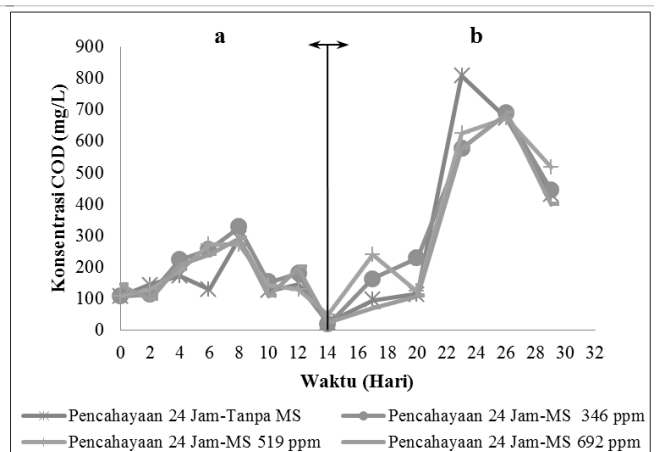 a b
900
800
700
600
500
400
300
200
100
0
Konsentrasi COD (mg/L)
0 2 4 6 8 10 12 14 16 18 20 22 24 26 28 30 32
Waktu (Hari)
Pencahayaan 24 Jam-Tanpa MS Pencahayaan 24 Jam-MS 346 ppm
Pencahayaan 24 Jam-MS 519 ppm Pencahayaan 24 Jam-MS 692 ppm